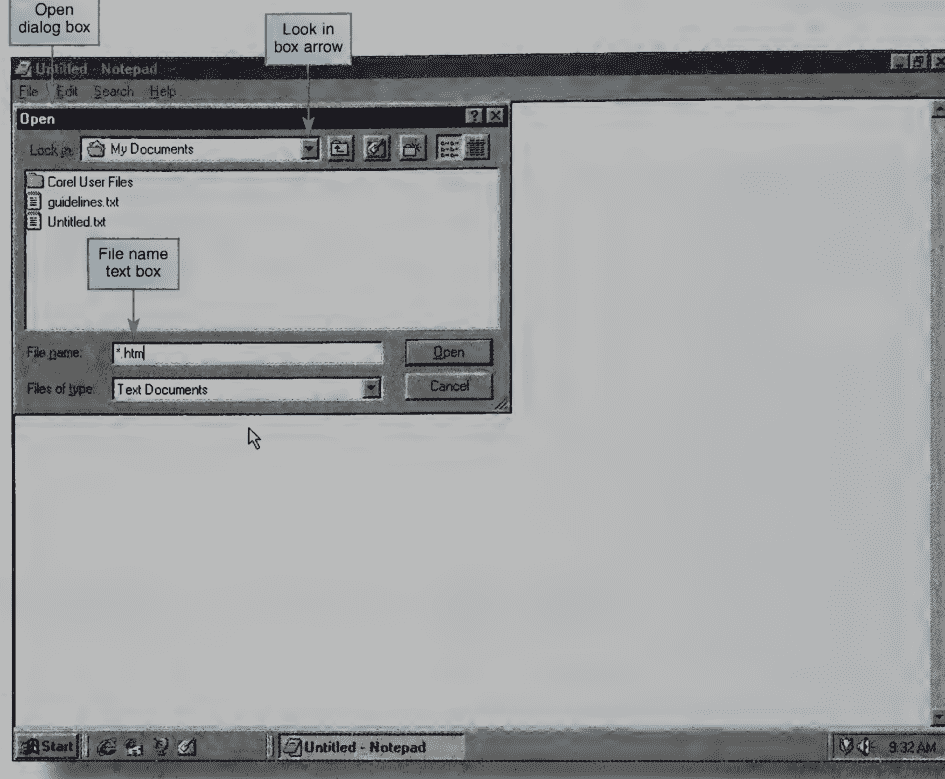 Open
dialog box
Look in
box arrow
Untitled - Notepad
File Edit Search Help
Open
Look in: My Documents
Corel User Files
guidelines.txt
Untitled.txt
File name
text box
File name: *.htm Open
Files of type: Text Documents Cancel
Start Untitled - Notepad 9:32 AM